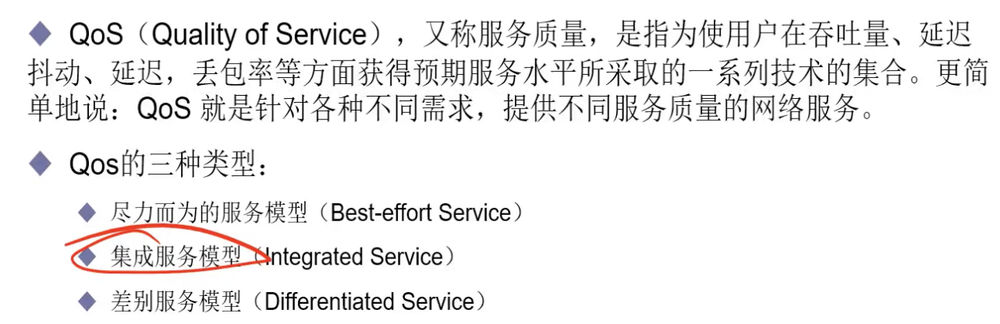 QoS（Quality of Service），又称服务质量，是指为使用户在吞吐量、延迟
抖动、延迟，丢包率等方面获得预期服务水平所采取的一系列技术的集合。更简
单地说：QoS 就是针对各种不同需求，提供不同服务质量的网络服务。
Qos的三种类型：
尽力而为的服务模型（Best-effort Service）
集成服务模型（Integrated Service）
差别服务模型（Differentiated Service）